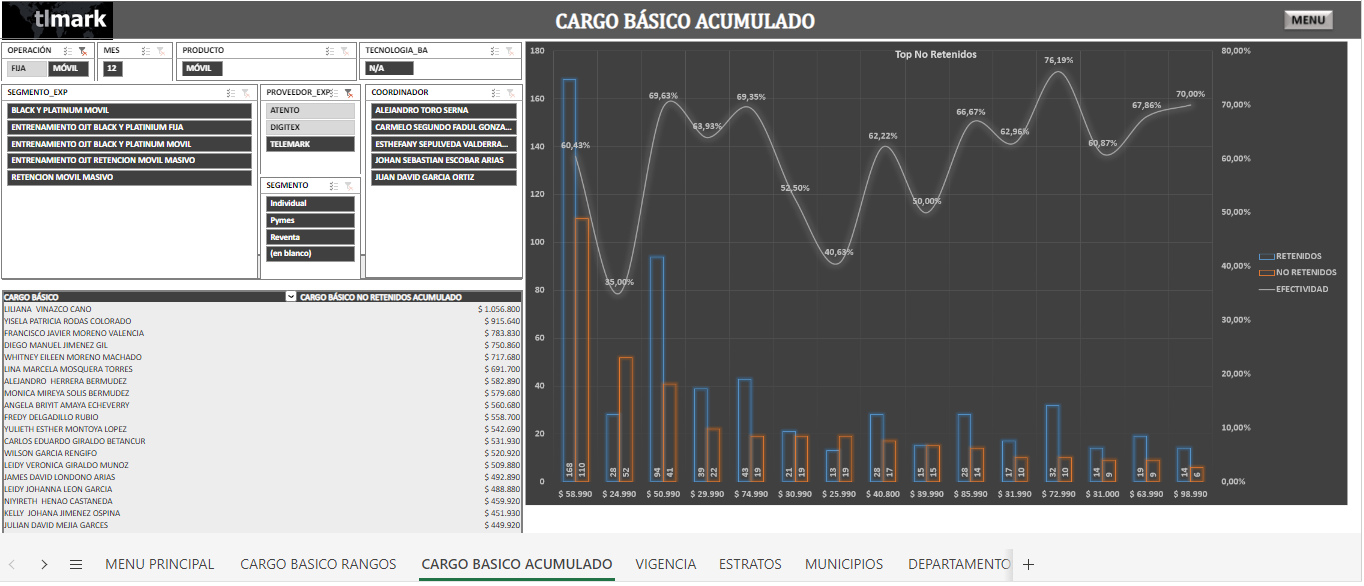 tlmark
CARGO BÁSICO ACUMULADO
MENU
OPERACIÓN
FIJA
MÓVIL
MES
12
PRODUCTO
MÓVIL
TECNOLOGIA_BA
N/A
SEGMENTO_EXP
BLACK Y PLATINUM MOVIL
ENTRENAMIENTO OJT BLACK Y PLATINIUM FIJA
ENTRENAMIENTO OJT BLACK Y PLATINUM MOVIL
ENTRENAMIENTO OJT RETENCION MOVIL MASIVO
RETENCION MOVIL MASIVO
PROVEEDOR_EXP
ATENTO
DIGITEX
TELEMARK
SEGMENTO
Individual
Pymes
Reventa
(en blanco)
COORDINADOR
ALEJANDRO TORO SERNA
CARMELO SEGUNDO FADUL GONZA...
ESTHEFANY SEPULVEDA VALDERRA...
JOHAN SEBASTIAN ESCOBAR ARIAS
JUAN DAVID GARCIA ORTIZ
CARGO BÁSICO CARGO BÁSICO NO RETENIDOS ACUMULADO
LILIANA VINAZCO CANO $ 1.056.800
YISELA PATRICIA RODAS COLORADO $ 915.640
FRANCISCO JAVIER MORENO VALENCIA $ 783.830
DIEGO MANUEL JIMENEZ GIL $ 750.860
WHITNEY EILEEN MORENO MACHADO $ 717.680
LINA MARCELA MOSQUERA TORRES $ 691.700
ALEJANDRO HERRERA BERMUDEZ $ 582.890
MONICA MIREYA SOLIS BERMUDEZ $ 579.680
ANGELA BRIYIT AMAYA ECHEVERRY $ 560.680
FREDY DELGADILLO RUBIO $ 558.700
YULIETH ESTHER MONTOYA LOPEZ $ 542.690
CARLOS EDUARDO GIRALDO BETANCUR $ 531.930
WILSON GARCIA RENGIFO $ 520.920
LEIDY VERONICA GIRALDO MUNOZ $ 509.880
JAMES DAVID LONDONO ARIAS $ 492.890
LEIDY JOHANNA LEON GARCIA $ 488.880
NIYIRETH HENAO CASTANEDA $ 459.920
KELLY JOHANA JIMENEZ OSPINA $ 451.930
JULIAN DAVID MEJIA GARCES $ 449.920
Top No Retenidos
180
160
140
120
100
80
60
40
20
0
60,43%
35,00%
69,63%
63,93%
69,35%
52,50%
40,63%
62,22%
50,00%
66,67%
62,96%
76,19%
60,87%
67,86%
70,00%
168 110 28 52 94 41 39 22 43 19 21 19 13 19 28 17 15 15 28 14 17 10 32 10 14 9 19 9 14 6
$ 58.990 $ 24.990 $ 50.990 $ 29.990 $ 74.990 $ 30.990 $ 25.990 $ 40.800 $ 39.990 $ 85.990 $ 31.990 $ 72.990 $ 31.000 $ 63.990 $ 98.990
80,00%
70,00%
60,00%
50,00%
40,00%
30,00%
20,00%
10,00%
0,00%
RETENIDOS
NO RETENIDOS
EFECTIVIDAD
MENU PRINCIPAL CARGO BASICO RANGOS CARGO BASICO ACUMULADO VIGENCIA ESTRATOS MUNICIPIOS DEPARTAMENTO